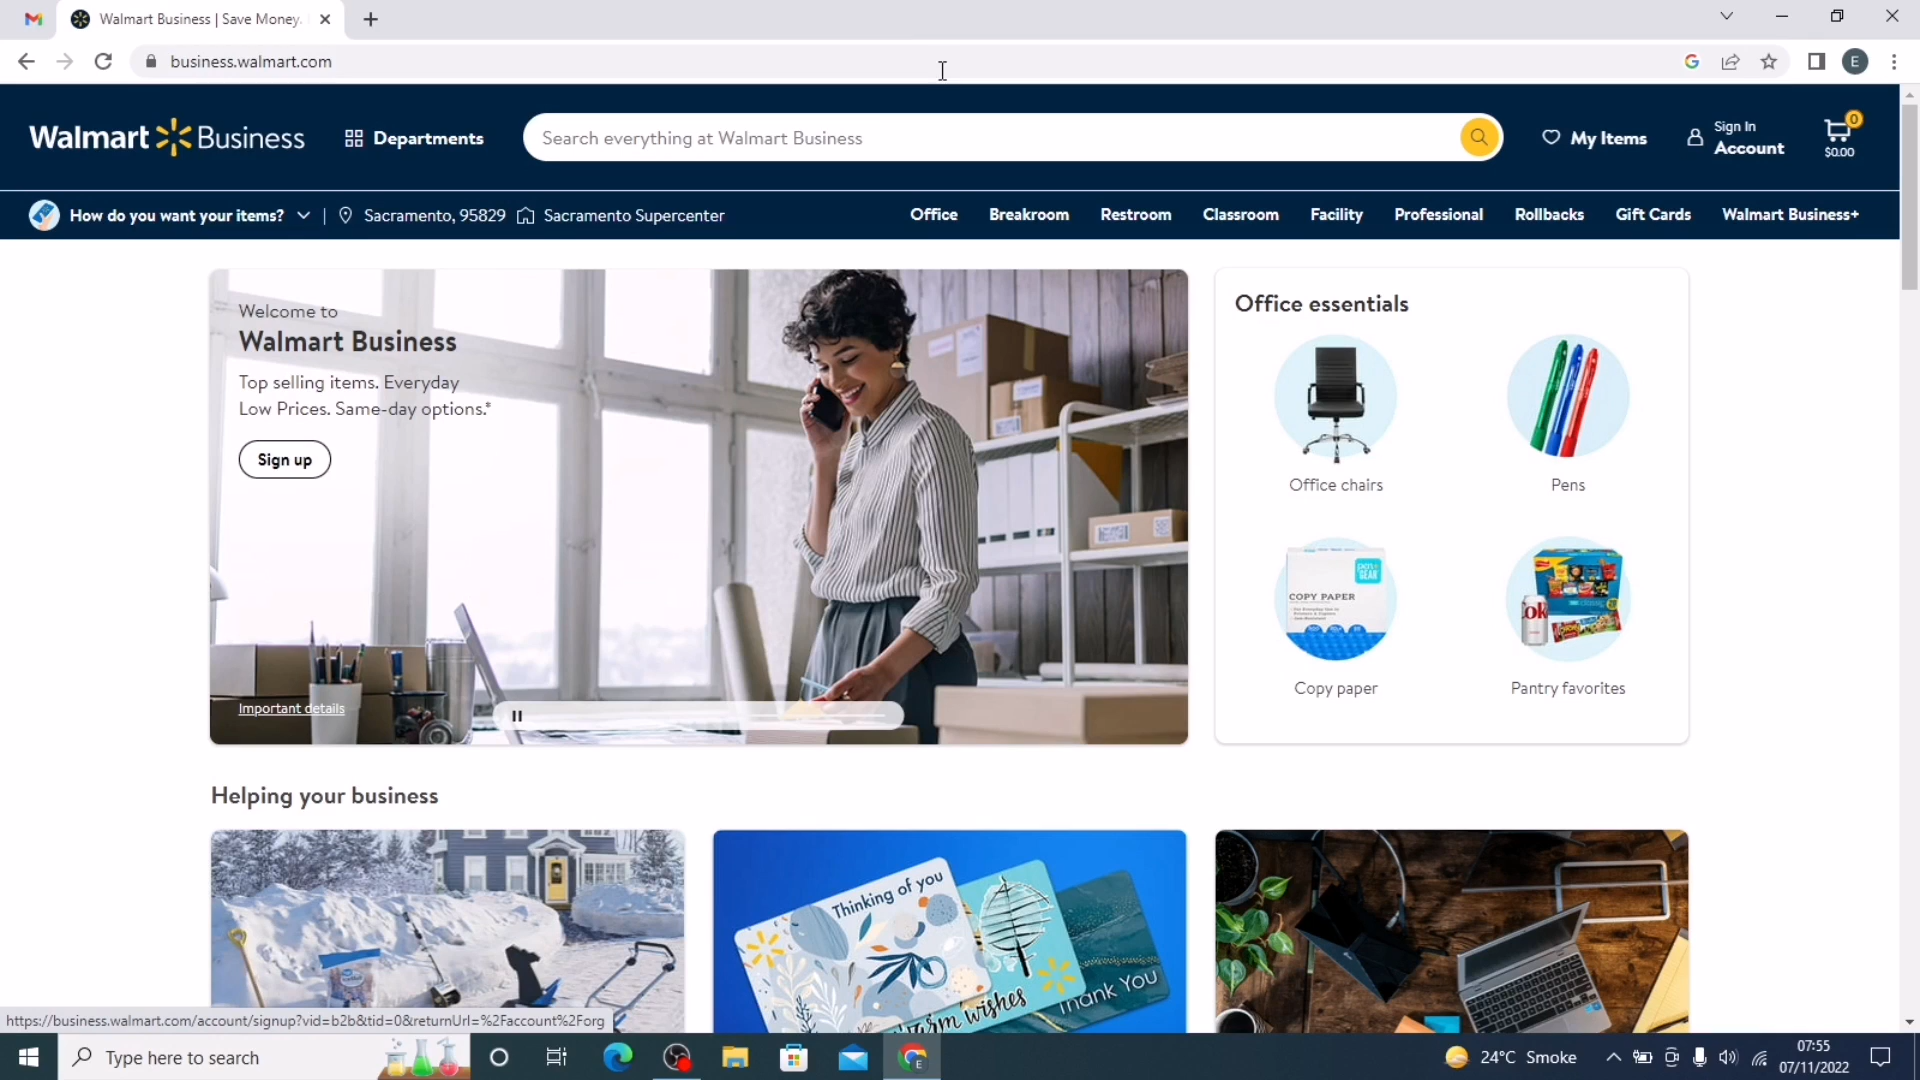 Walmart Business | Save Money.
business.walmart.com
E
Walmart Business
Departments
Search everything at Walmart Business
My Items
Sign In
Account
0
$0.00
How do you want your items?
Sacramento, 95829
Sacramento Supercenter
Office
Breakroom
Restroom
Classroom
Facility
Professional
Rollbacks
Gift Cards
Walmart Business+
Welcome to
Walmart Business
Top selling items. Everyday
Low Prices. Same-day options.*
Sign up
Important details
Office essentials
Office chairs
Pens
pen+
GEAR
COPY PAPER
Copy paper
Pantry favorites
Helping your business
Thinking of you
warm wishes
Thank You
https://business.walmart.com/account/signup?vid=b2b&tid=0&returnUrl=%2Faccount%2Forg
Type here to search
24°C Smoke
07:55
07/11/2022